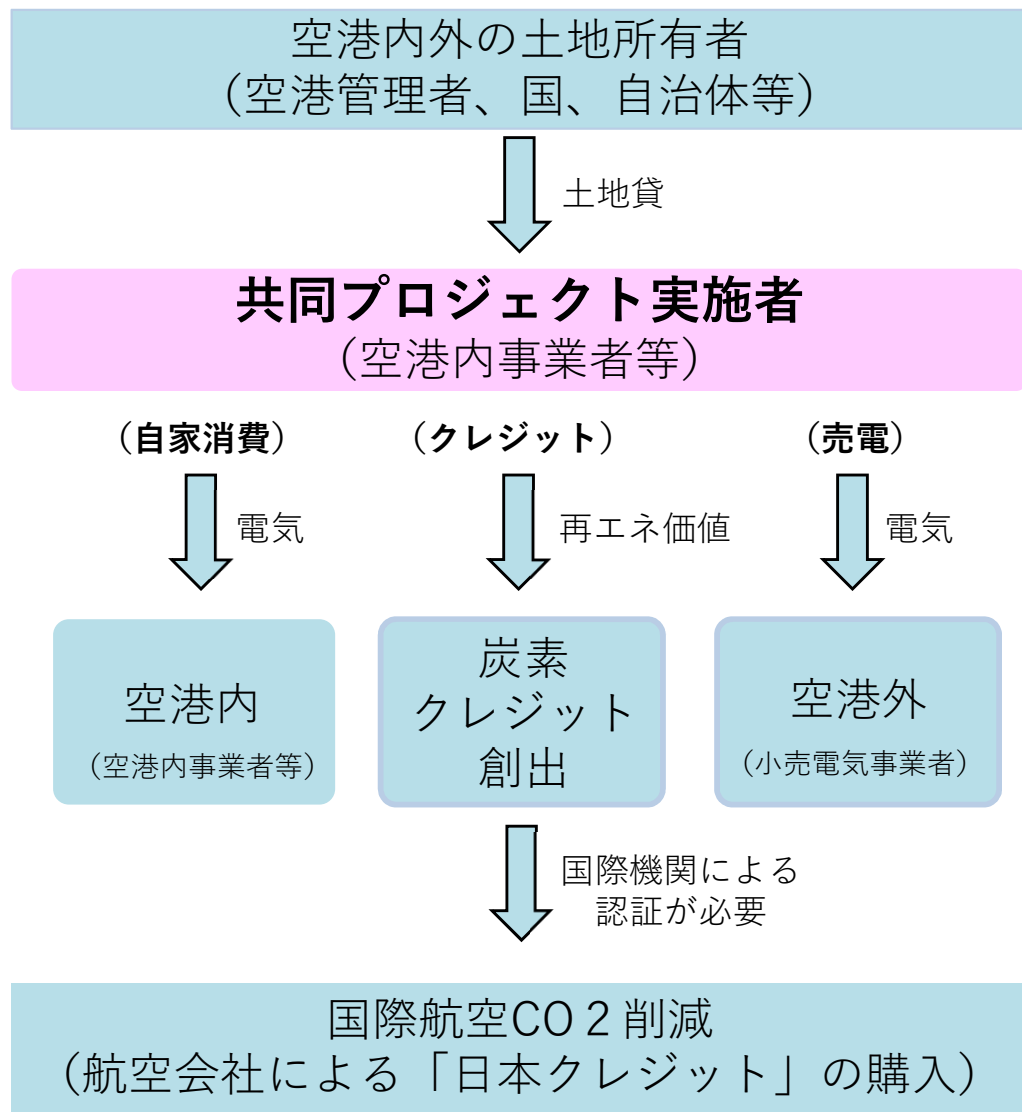 空港内外の土地所有者
（空港管理者、国、自治体等）
土地貸
共同プロジェクト実施者
（空港内事業者等）
（自家消費）
（クレジット）
（売電）
電気
再エネ価値
電気
空港内
（空港内事業者等）
炭素
クレジット
創出
空港外
（小売電気事業者）
国際機関による
認証が必要
国際航空CO２削減
（航空会社による「日本クレジット」の購入）